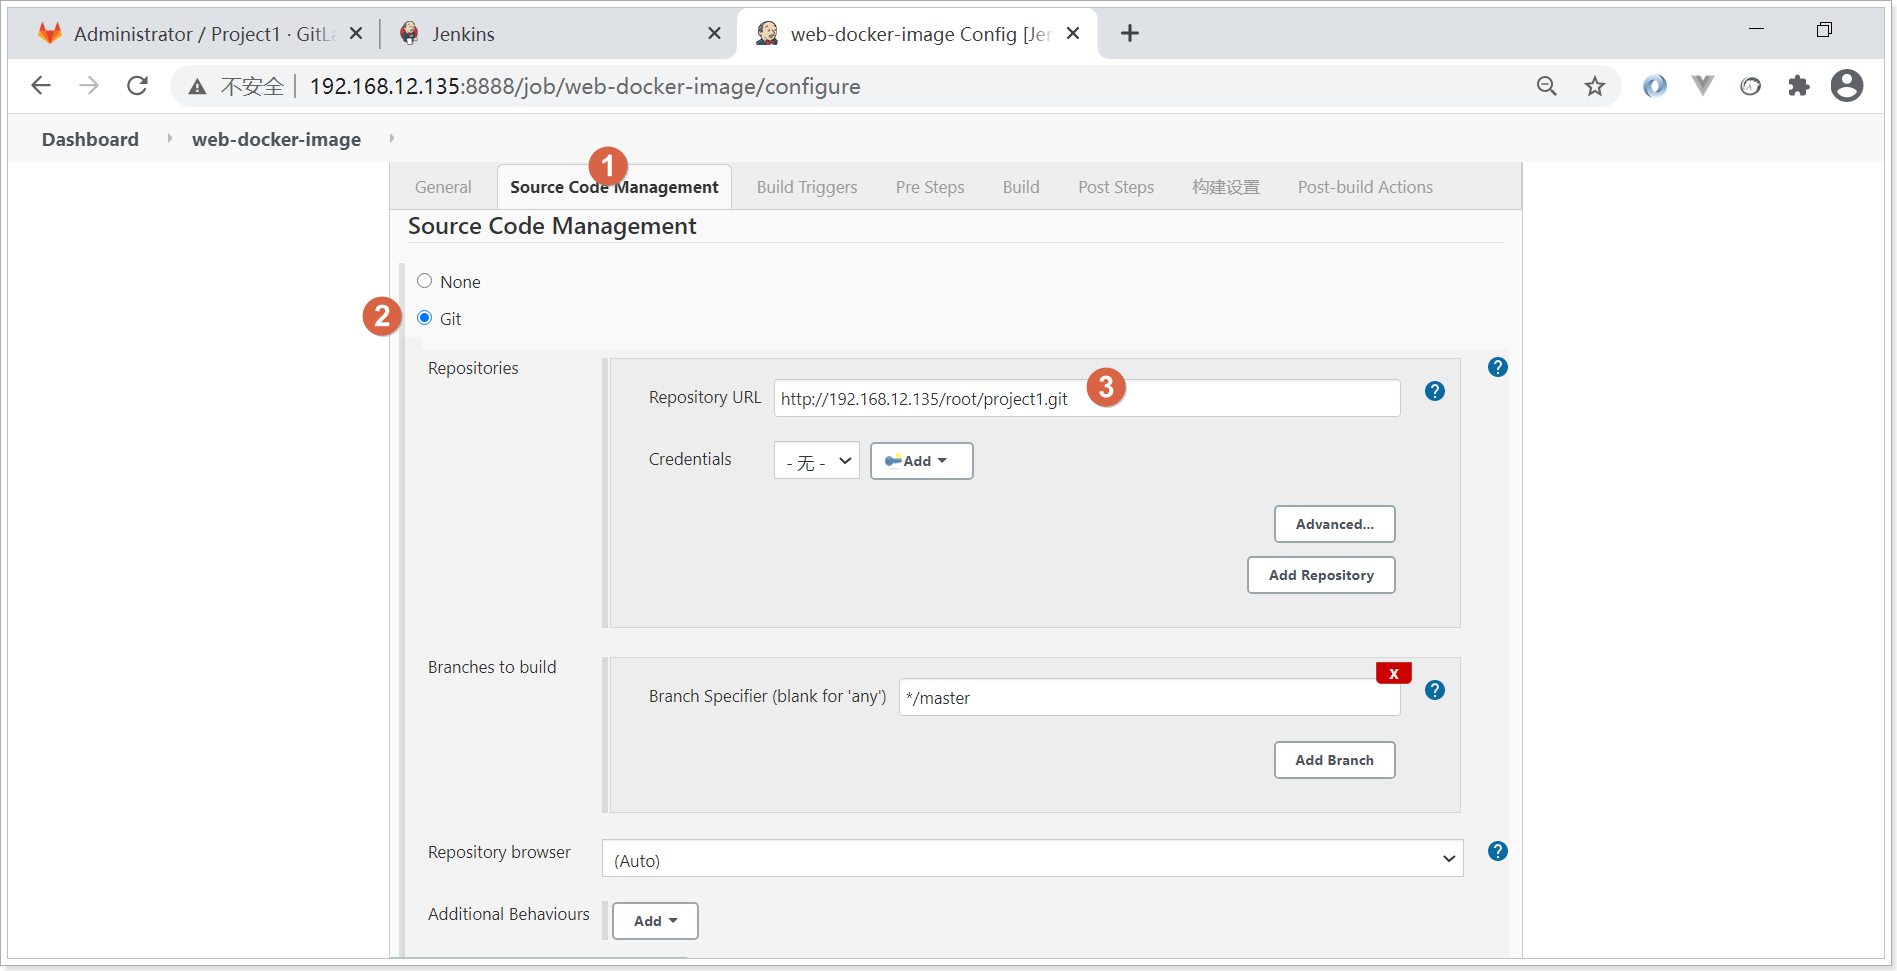 Administrator / Project1 · GitLa
Jenkins
web-docker-image Config [Jen
不安全 192.168.12.135:8888/job/web-docker-image/configure
Dashboard web-docker-image
1
General Source Code Management Build Triggers Pre Steps Build Post Steps 构建设置 Post-build Actions
Source Code Management
None
2 Git
Repositories
Repository URL http://192.168.12.135/root/project1.git 3
Credentials - 无 - Add
Advanced...
Add Repository
Branches to build
X
Branch Specifier (blank for 'any') */master
Add Branch
Repository browser (Auto)
Additional Behaviours Add